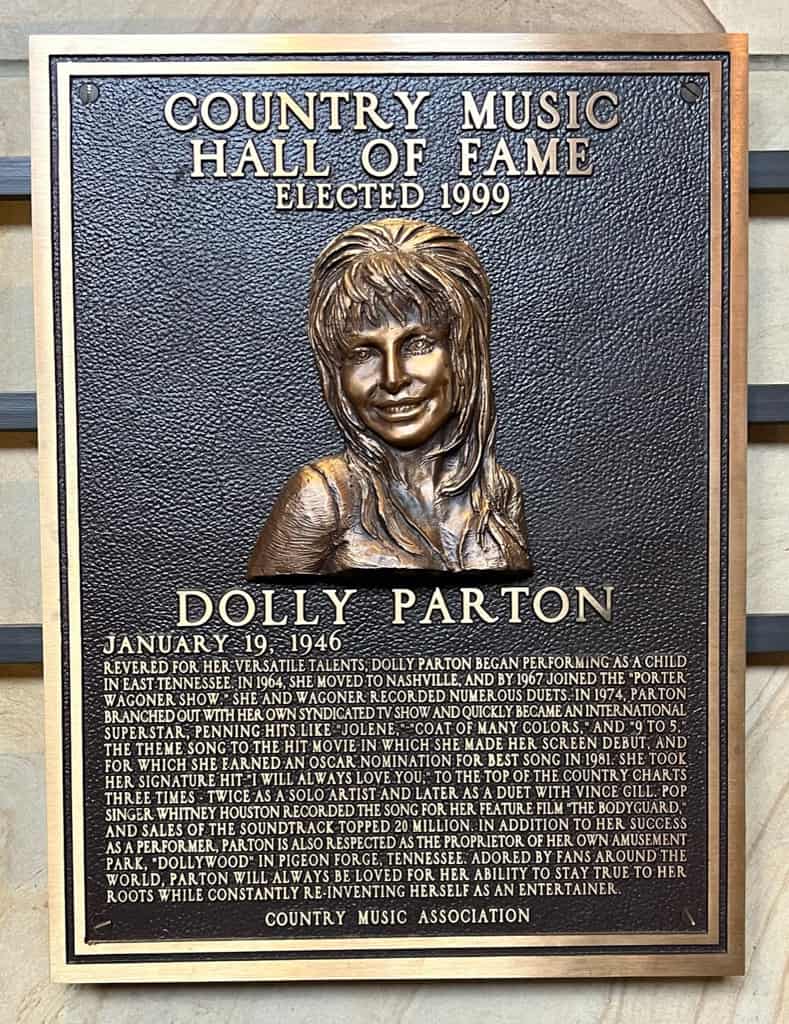 COUNTRY MUSIC
HALL OF FAME
ELECTED 1999
DOLLY PARTON
JANUARY 19, 1946
REVERED FOR HER VERSATILE TALENTS, DOLLY PARTON BEGAN PERFORMING AS A CHILD
IN EAST TENNESSEE. IN 1964, SHE MOVED TO NASHVILLE, AND BY 1967 JOINED THE "PORTER
WAGONER SHOW." SHE AND WAGONER RECORDED NUMEROUS DUETS. IN 1974, PARTON
BRANCHED OUT WITH HER OWN SYNDICATED TV SHOW AND QUICKLY BECAME AN INTERNATIONAL
SUPERSTAR, PENNING HITS LIKE "JOLENE," "COAT OF MANY COLORS," AND "9 TO 5,"
THE THEME SONG TO THE HIT MOVIE IN WHICH SHE MADE HER SCREEN DEBUT, AND
FOR WHICH SHE EARNED AN OSCAR NOMINATION FOR BEST SONG IN 1981. SHE TOOK
HER SIGNATURE HIT "I WILL ALWAYS LOVE YOU," TO THE TOP OF THE COUNTRY CHARTS
THREE TIMES - TWICE AS A SOLO ARTIST AND LATER AS A DUET WITH VINCE GILL. POP
SINGER WHITNEY HOUSTON RECORDED THE SONG FOR HER FEATURE FILM "THE BODYGUARD,"
AND SALES OF THE SOUNDTRACK TOPPED 20 MILLION. IN ADDITION TO HER SUCCESS
AS A PERFORMER, PARTON IS ALSO RESPECTED AS THE PROPRIETOR OF HER OWN AMUSEMENT
PARK, "DOLLYWOOD" IN PIGEON FORGE, TENNESSEE. ADORED BY FANS AROUND THE
WORLD, PARTON WILL ALWAYS BE LOVED FOR HER ABILITY TO STAY TRUE TO HER
ROOTS WHILE CONSTANTLY RE-INVENTING HERSELF AS AN ENTERTAINER.
COUNTRY MUSIC ASSOCIATION